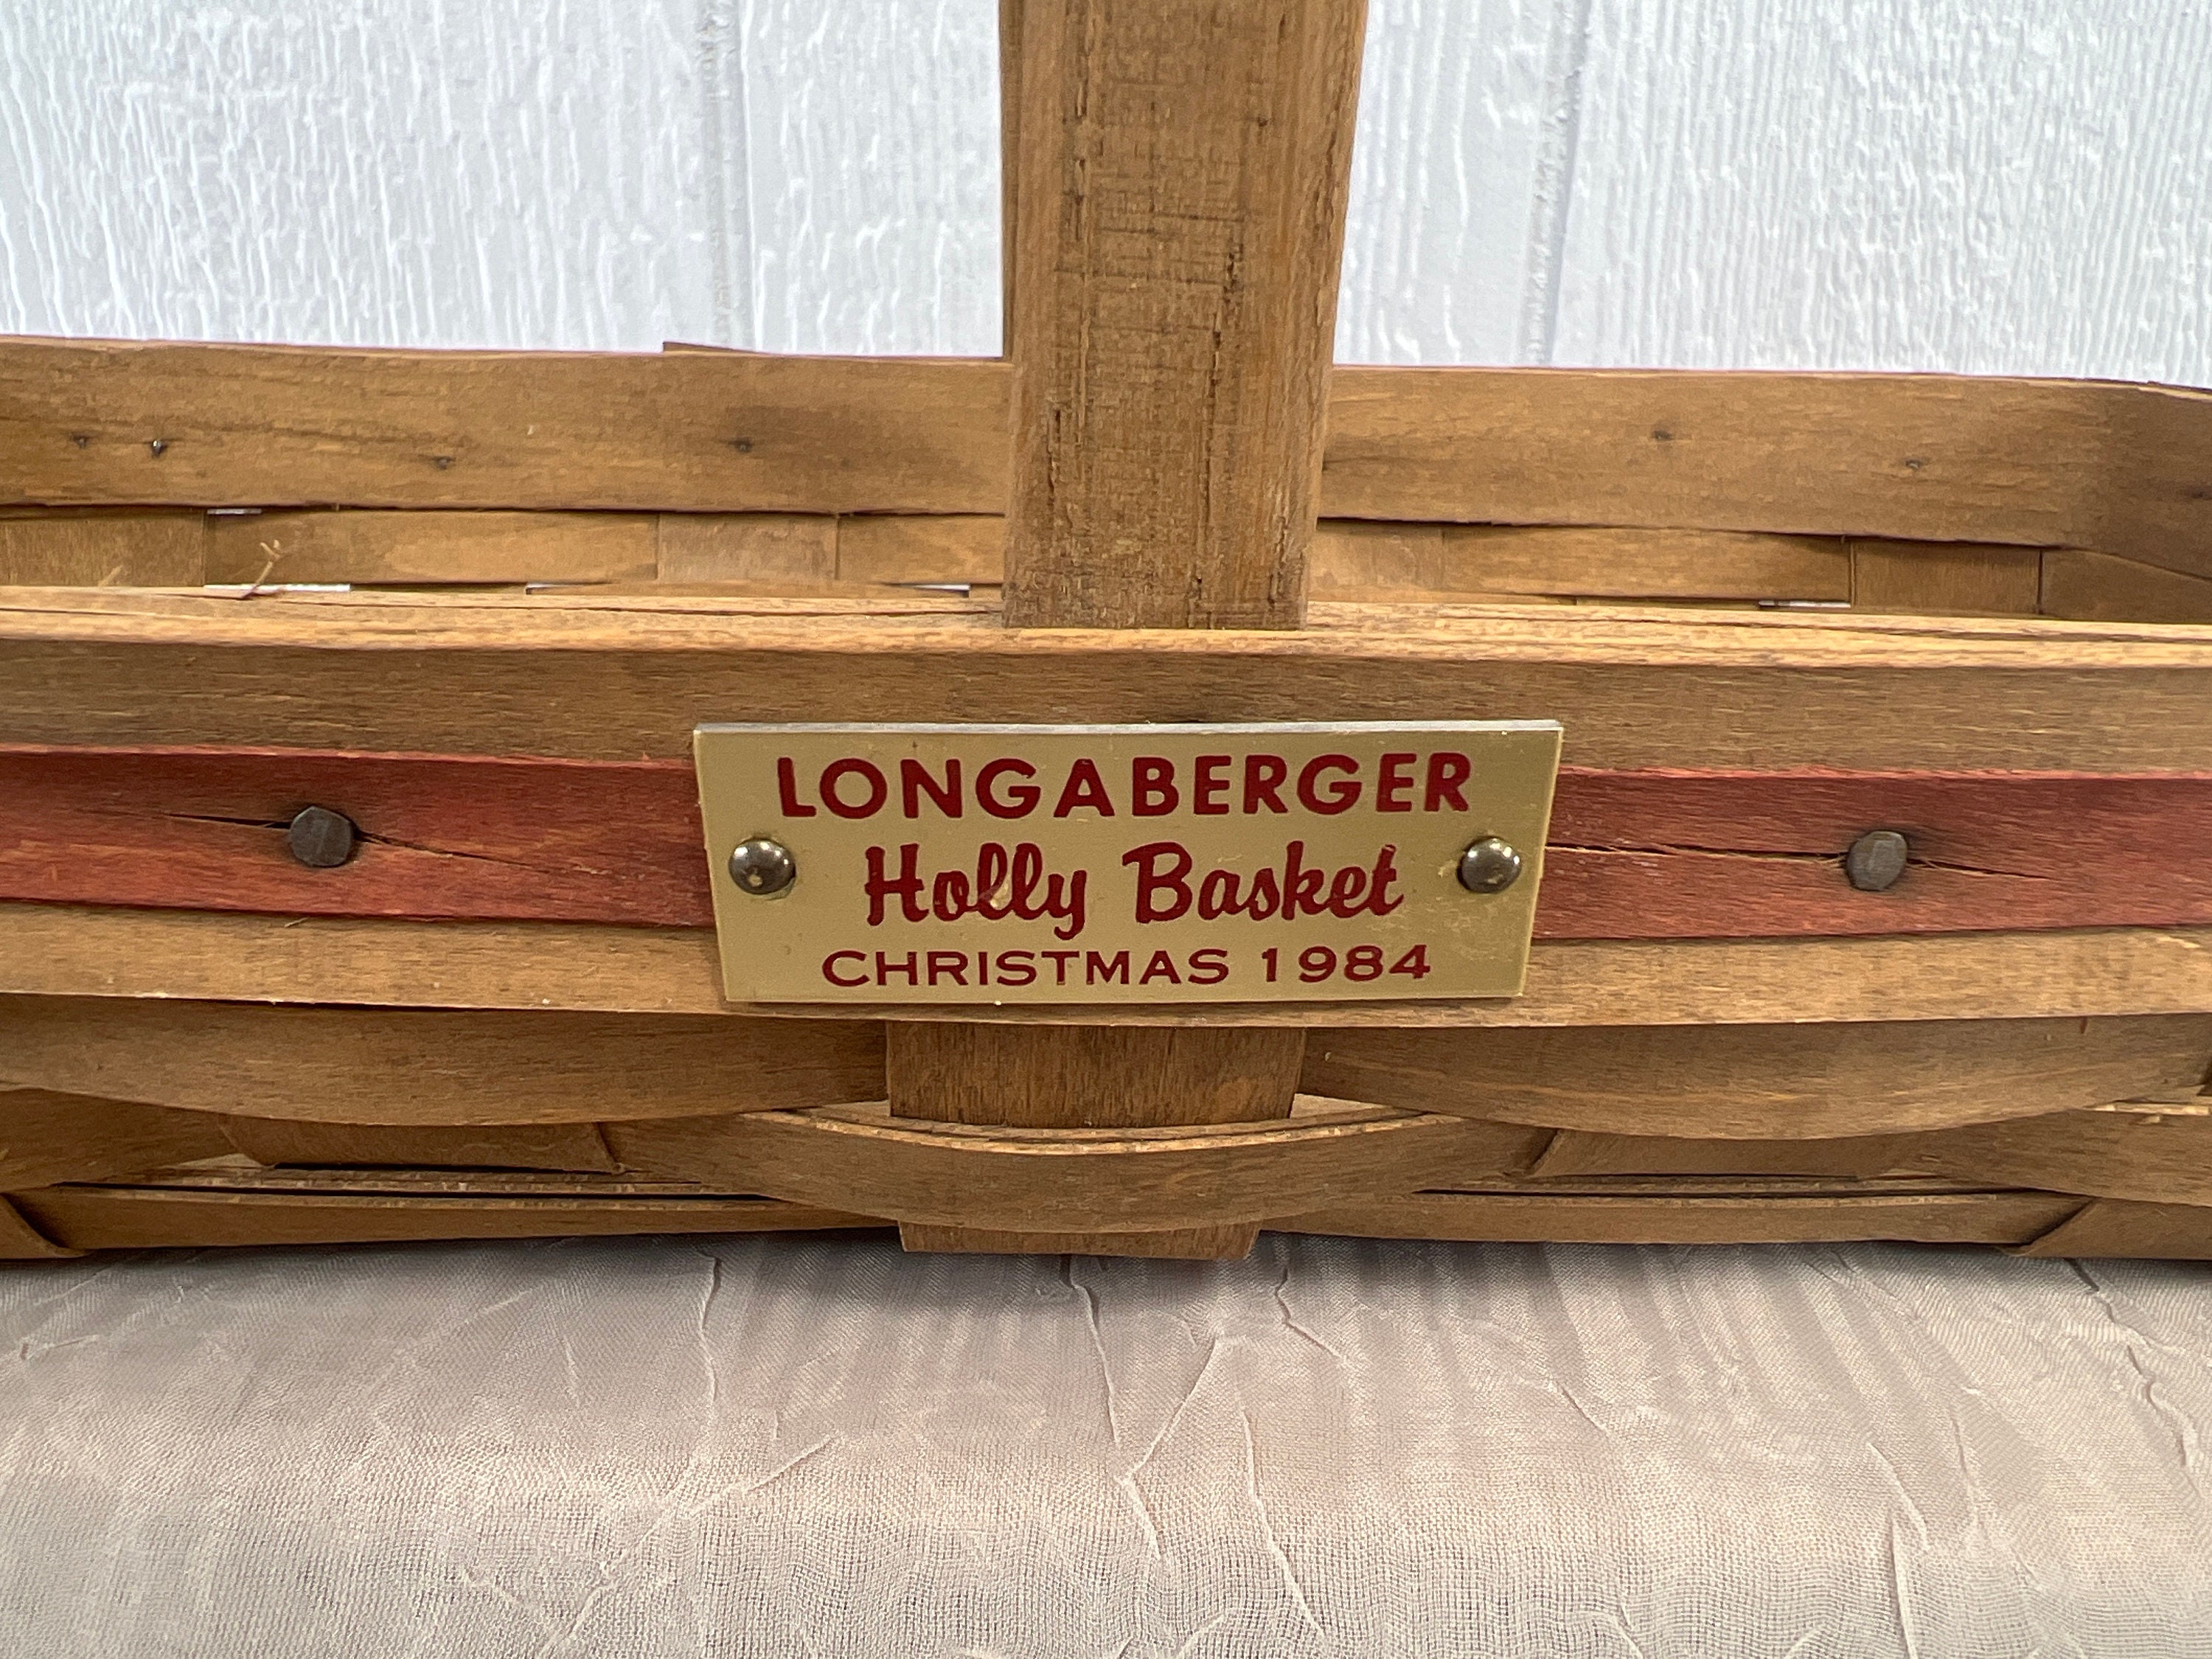 LONGABERGER
Holly Basket
CHRISTMAS 1984